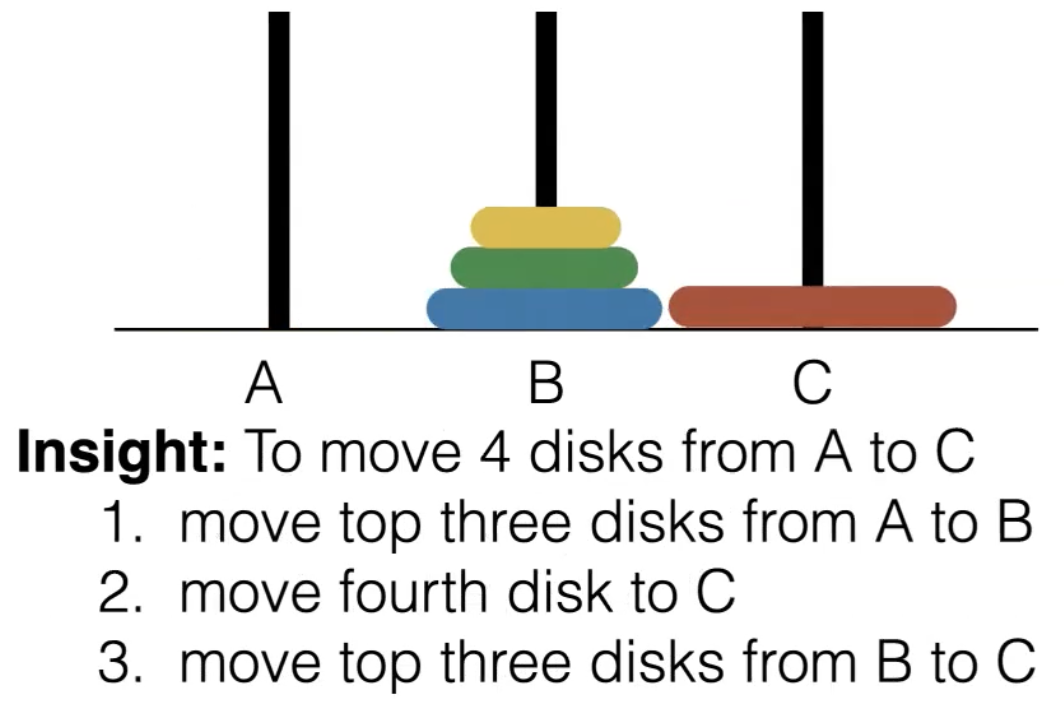 A B C
Insight: To move 4 disks from A to C
1. move top three disks from A to B
2. move fourth disk to C
3. move top three disks from B to C